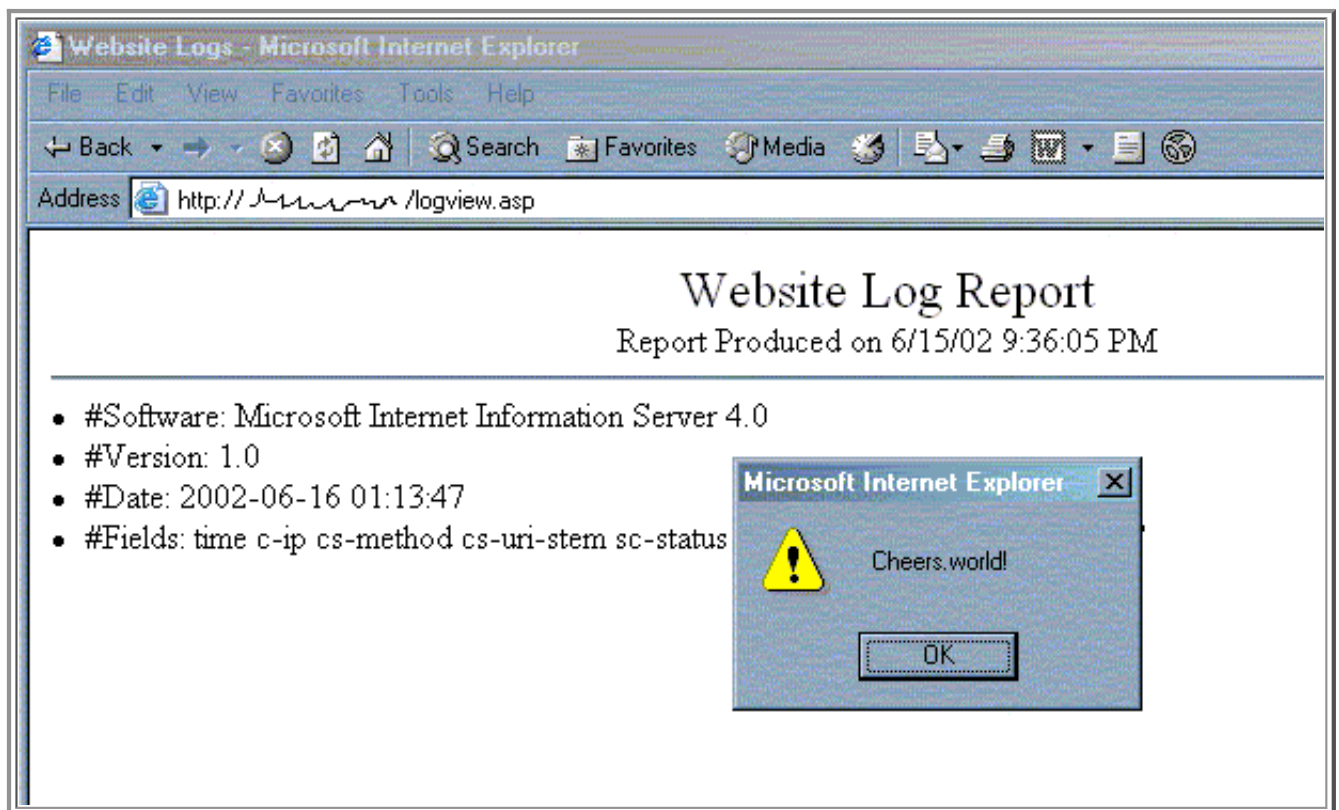 Website Logs - Microsoft Internet Explorer
File Edit View Favorites Tools Help
Back Search Favorites Media
Address http:// /logview.asp
Website Log Report
Report Produced on 6/15/02 9:36:05 PM
#Software: Microsoft Internet Information Server 4.0
#Version: 1.0
#Date: 2002-06-16 01:13:47
#Fields: time c-ip cs-method cs-uri-stem sc-status
Microsoft Internet Explorer
Cheers.world!
OK